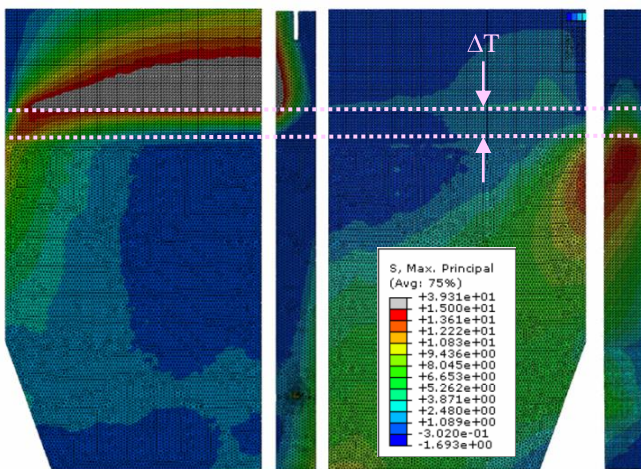 ΔT
S, Max. Principal
(Avg: 75%)
+3.931e+01
+1.500e+01
+1.361e+01
+1.222e+01
+1.083e+01
+9.436e+00
+8.045e+00
+6.653e+00
+5.262e+00
+3.871e+00
+2.480e+00
+1.089e+00
-3.020e-01
-1.693e+00